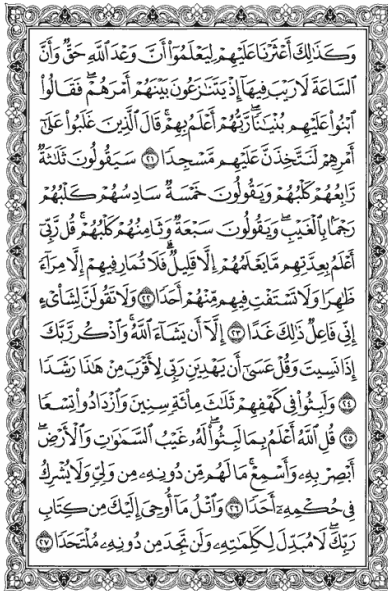 وَكَذَٰلِكَ أَعْثَرْنَا عَلَيْهِمْ لِيَعْلَمُوٓا۟ أَنَّ وَعْدَ ٱللَّهِ حَقٌّ وَأَنَّ
ٱلسَّاعَةَ لَا رَيْبَ فِيهَآ إِذْ يَتَنَٰزَعُونَ بَيْنَهُمْ أَمْرَهُمْ ۖ فَقَالُوا۟
ٱبْنُوا۟ عَلَيْهِم بُنْيَٰنًا ۖ رَّبُّهُمْ أَعْلَمُ بِهِمْ ۚ قَالَ ٱلَّذِينَ غَلَبُوا۟ عَلَىٰٓ
أَمْرِهِمْ لَنَتَّخِذَنَّ عَلَيْهِم مَّسْجِدًا ٢١ سَيَقُولُونَ ثَلَٰثَةٌ
رَّابِعُهُمْ كَلْبُهُمْ وَيَقُولُونَ خَمْسَةٌ سَادِسُهُمْ كَلْبُهُمْ
رَجْمًۢا بِٱلْغَيْبِ ۖ وَيَقُولُونَ سَبْعَةٌ وَثَامِنُهُمْ كَلْبُهُمْ ۚ قُل رَّبِّىٓ
أَعْلَمُ بِعِدَّتِهِم مَّا يَعْلَمُهُمْ إِلَّا قَلِيلٌ ۗ فَلَا تُمَارِ فِيهِمْ إِلَّا مِرَآءً
ظَٰهِرًا وَلَا تَسْتَفْتِ فِيهِم مِّنْهُمْ أَحَدًا ٢٢ وَلَا تَقُولَنَّ لِشَا۟ىْءٍ
إِنِّى فَاعِلٌ ذَٰلِكَ غَدًا ٢٣ إِلَّآ أَن يَشَآءَ ٱللَّهُ ۚ وَٱذْكُر رَّبَّكَ
إِذَا نَسِيتَ وَقُلْ عَسَىٰٓ أَن يَهْدِيَنِ رَبِّى لِأَقْرَبَ مِنْ هَٰذَا رَشَدًا
٢٤ وَلَبِثُوا۟ فِى كَهْفِهِمْ ثَلَٰثَ مِا۟ئَةٍ سِنِينَ وَٱزْدَادُوا۟ تِسْعًا
٢٥ قُلِ ٱللَّهُ أَعْلَمُ بِمَا لَبِثُوا۟ ۖ لَهُۥ غَيْبُ ٱلسَّمَٰوَٰتِ وَٱلْأَرْضِ ۖ
أَبْصِرْ بِهِۦ وَأَسْمِعْ ۚ مَا لَهُم مِّن دُونِهِۦ مِن وَلِىٍّ وَلَا يُشْرِكُ
فِى حُكْمِهِۦٓ أَحَدًا ٢٦ وَٱتْلُ مَآ أُوحِىَ إِلَيْكَ مِن كِتَابِ
رَبِّكَ ۖ لَا مُبَدِّلَ لِكَلِمَٰتِهِۦ وَلَن تَجِدَ مِن دُونِهِۦ مُلْتَحَدًا ٢٧